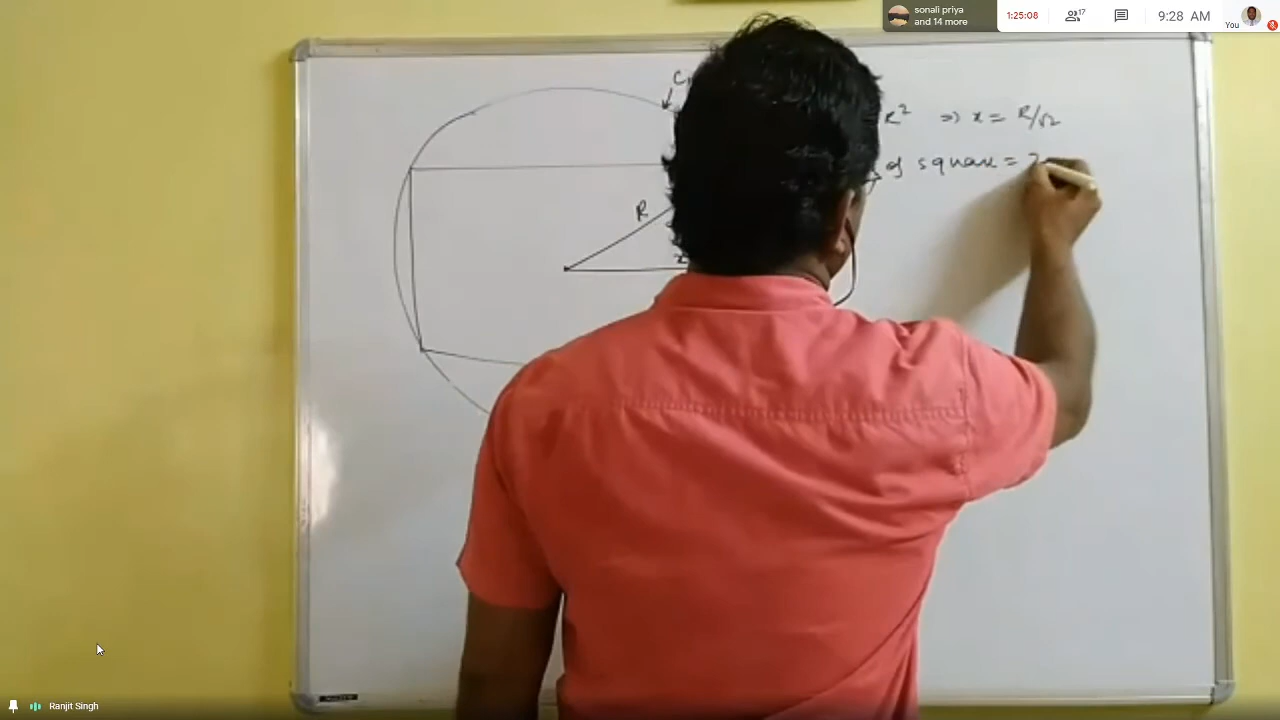 sonali priya
and 14 more
1:25:08
17
9:28 AM
You
R² ⇒ x = R/√2
of square =
R
x
Ranjit Singh